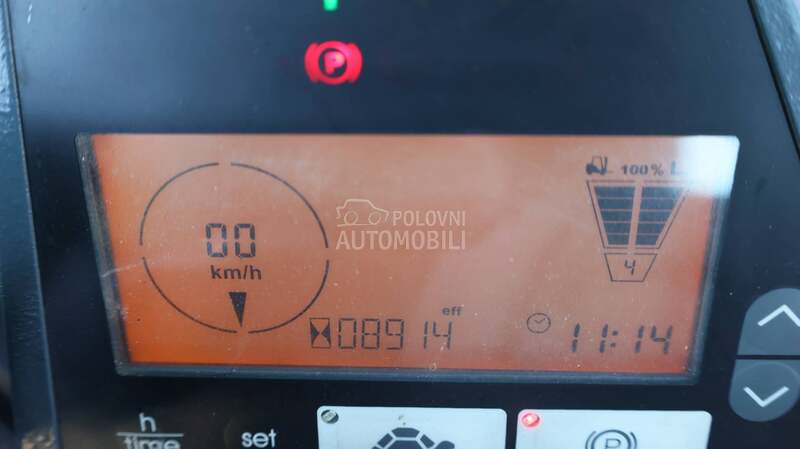 P
100%
POLOVNI
AUTOMOBILI
00
km/h
4
eff
08914
11:14
h
time
set
P